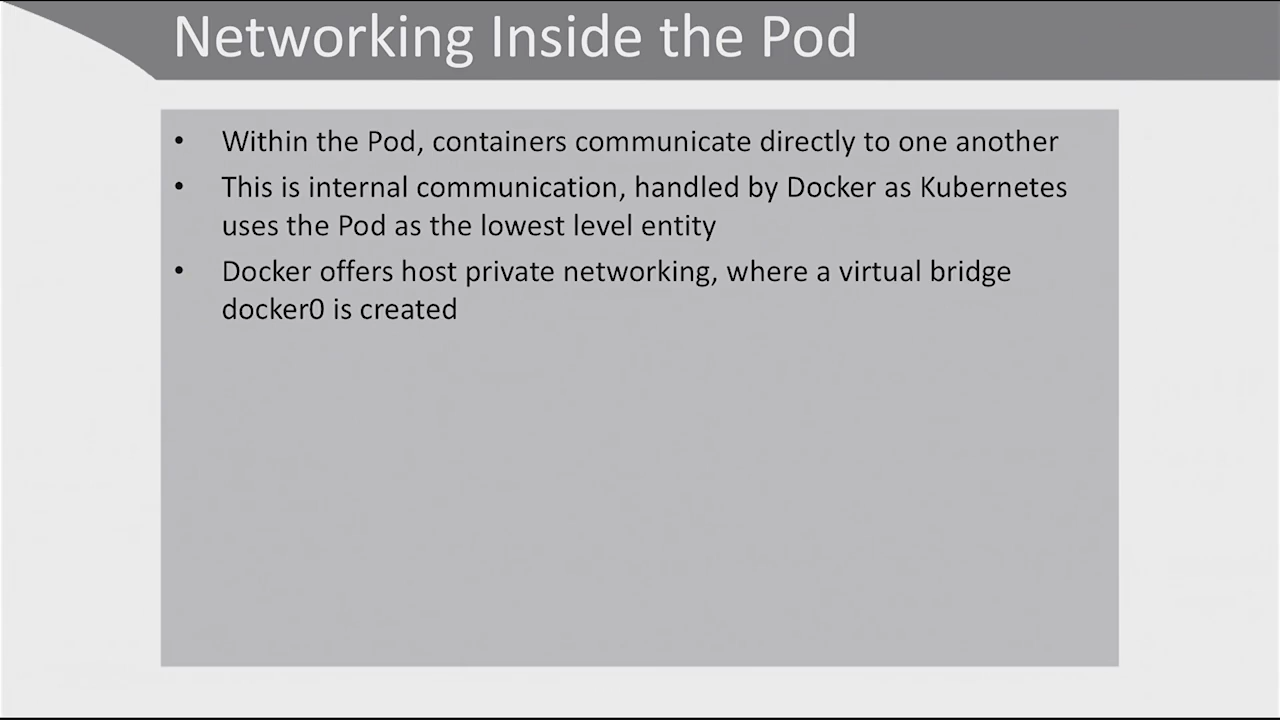 Networking Inside the Pod
• Within the Pod, containers communicate directly to one another
• This is internal communication, handled by Docker as Kubernetes
uses the Pod as the lowest level entity
• Docker offers host private networking, where a virtual bridge
docker0 is created